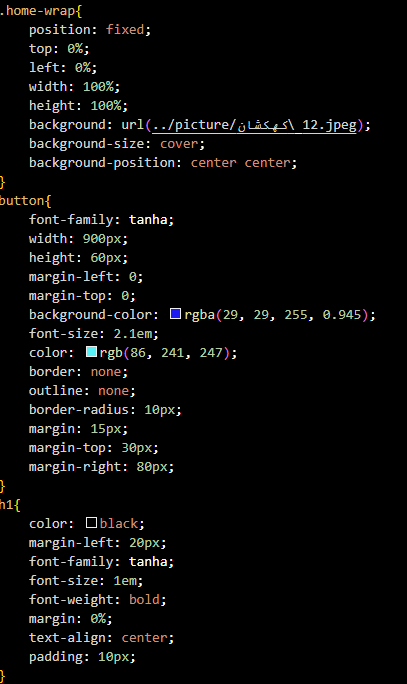 .home-wrap{
position: fixed;
top: 0%;
left: 0%;
width: 100%;
height: 100%;
background: url(../picture/کهکشان\ 12.jpeg);
background-size: cover;
background-position: center center;
}
button{
font-family: tanha;
width: 900px;
height: 60px;
margin-left: 0;
margin-top: 0;
background-color: rgba(29, 29, 255, 0.945);
font-size: 2.1em;
color: rgb(86, 241, 247);
border: none;
outline: none;
border-radius: 10px;
margin: 15px;
margin-top: 30px;
margin-right: 80px;
}
h1{
color: black;
margin-left: 20px;
font-family: tanha;
font-size: 1em;
font-weight: bold;
margin: 0%;
text-align: center;
padding: 10px;
}